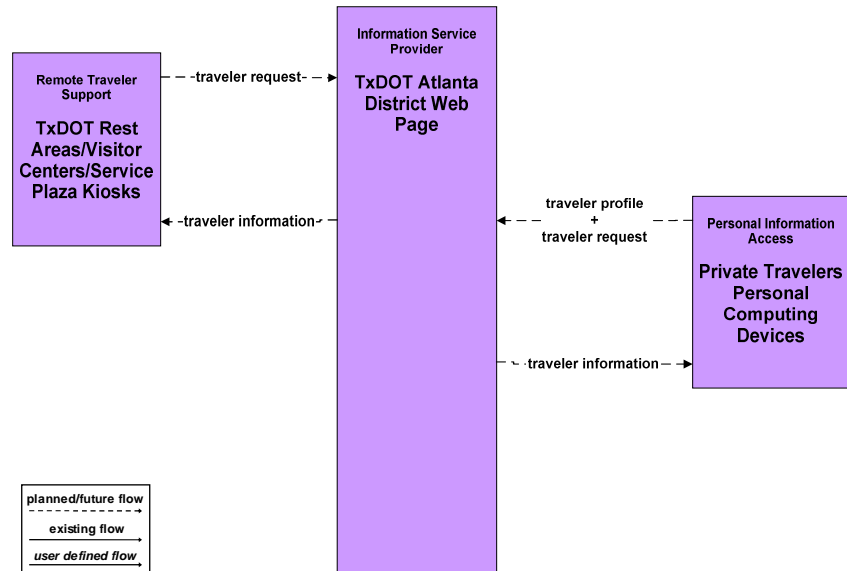 Remote Traveler
Support
TxDOT Rest
Areas/Visitor
Centers/Service
Plaza Kiosks
traveler request
traveler information
Information Service
Provider
TxDOT Atlanta
District Web
Page
traveler profile
+
traveler request
traveler information
Personal Information
Access
Private Travelers
Personal
Computing
Devices
planned/future flow
existing flow
user defined flow